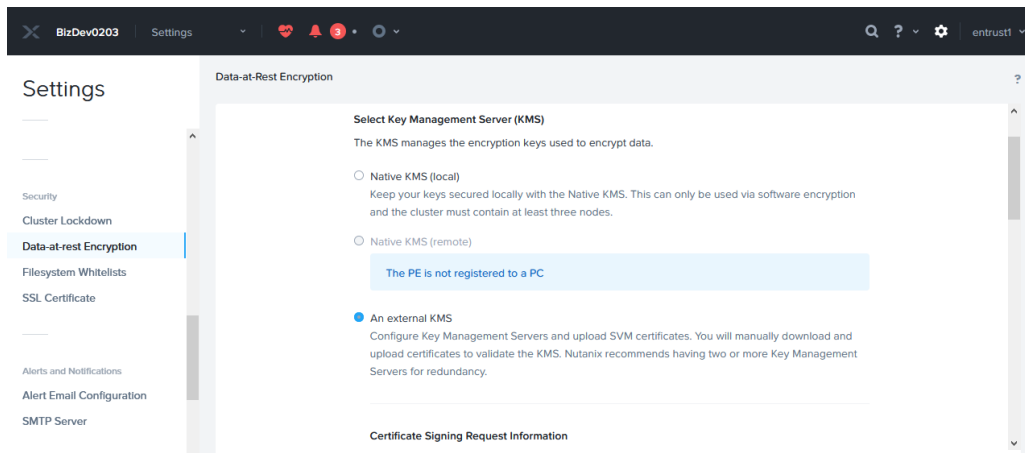 BizDev0203 Settings 3 ? entrust1
Settings
Data-at-Rest Encryption ?
Security
Cluster Lockdown
Data-at-rest Encryption
Filesystem Whitelists
SSL Certificate
Alerts and Notifications
Alert Email Configuration
SMTP Server
Select Key Management Server (KMS)
The KMS manages the encryption keys used to encrypt data.
Native KMS (local)
Keep your keys secured locally with the Native KMS. This can only be used via software encryption
and the cluster must contain at least three nodes.
Native KMS (remote)
The PE is not registered to a PC
An external KMS
Configure Key Management Servers and upload SVM certificates. You will manually download and
upload certificates to validate the KMS. Nutanix recommends having two or more Key Management
Servers for redundancy.
Certificate Signing Request Information